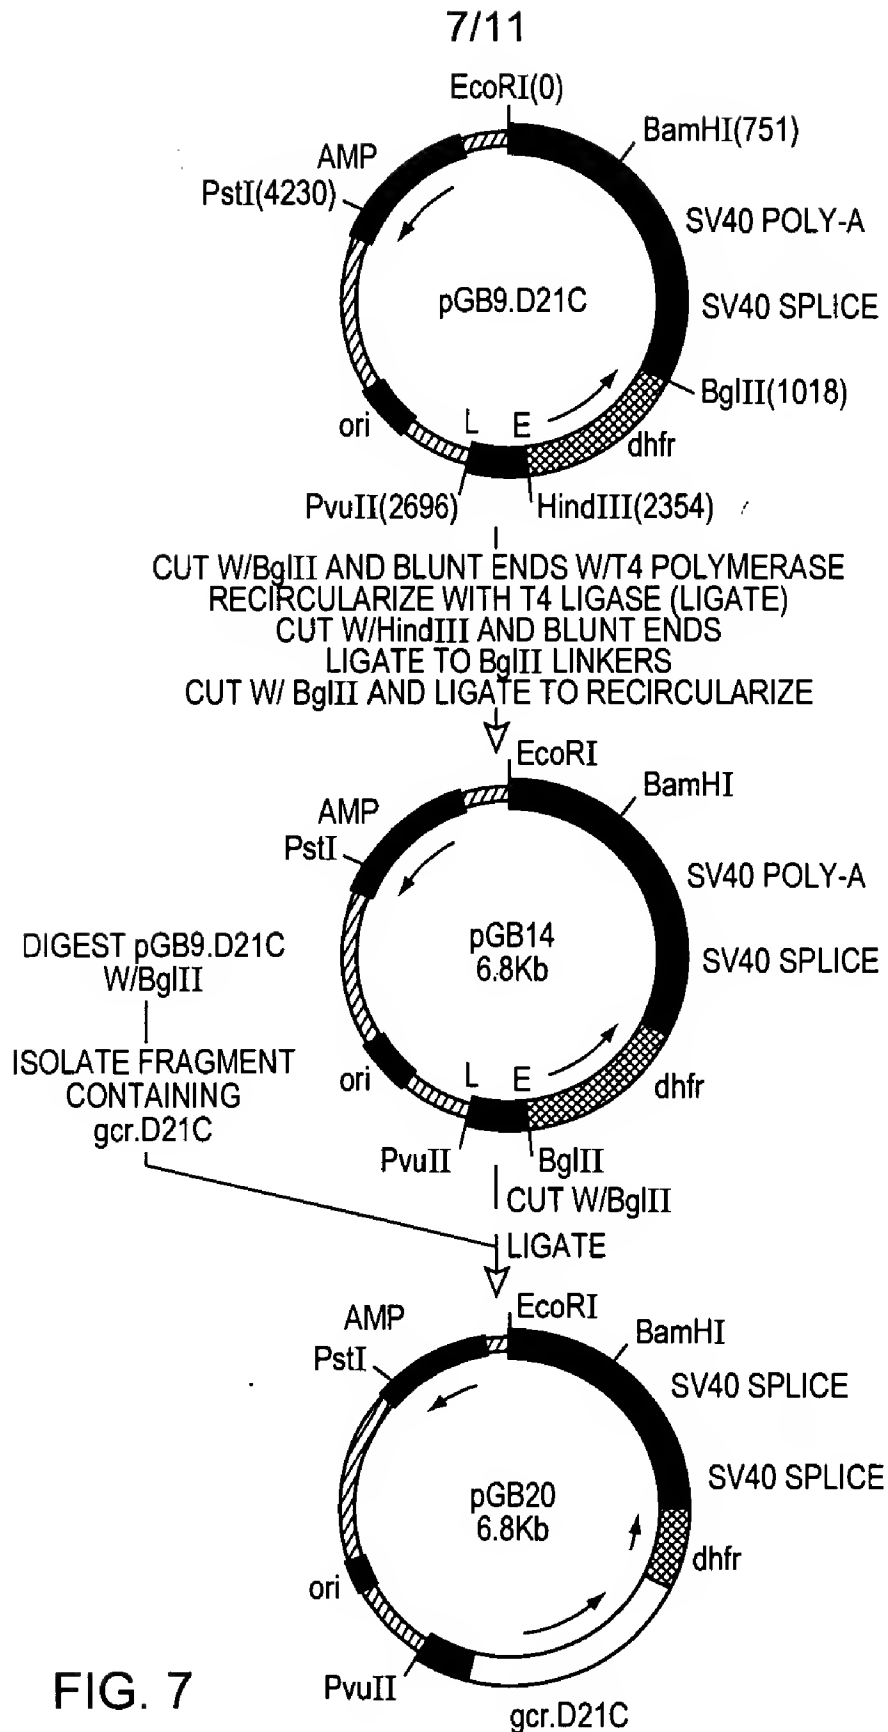 7/11
EcoRI(0)
BamHI(751)
AMP
PstI(4230)
SV40 POLY-A
pGB9.D21C
SV40 SPLICE
BglII(1018)
ori
L E
dhfr
PvuII(2696)
HindIII(2354)
CUT W/BglII AND BLUNT ENDS W/T4 POLYMERASE
RECIRCULARIZE WITH T4 LIGASE (LIGATE)
CUT W/HindIII AND BLUNT ENDS
LIGATE TO BglII LINKERS
CUT W/ BglII AND LIGATE TO RECIRCULARIZE
EcoRI
BamHI
AMP
PstI
SV40 POLY-A
pGB14
6.8Kb
SV40 SPLICE
DIGEST pGB9.D21C
W/BglII
ISOLATE FRAGMENT
CONTAINING
gcr.D21C
ori
L E
dhfr
PvuII
BglII
CUT W/BglII
LIGATE
EcoRI
BamHI
AMP
PstI
SV40 SPLICE
SV40 SPLICE
pGB20
6.8Kb
dhfr
ori
PvuII
gcr.D21C
FIG. 7